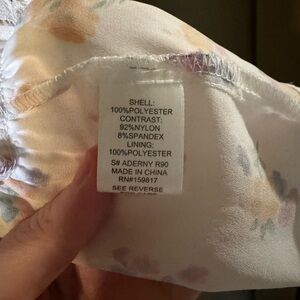 SHELL:
100%POLYESTER
CONTRAST:
92%NYLON
8%SPANDEX
LINING:
100%POLYESTER
S# ADERNY R90
MADE IN CHINA
RN#159817
SEE REVERSE